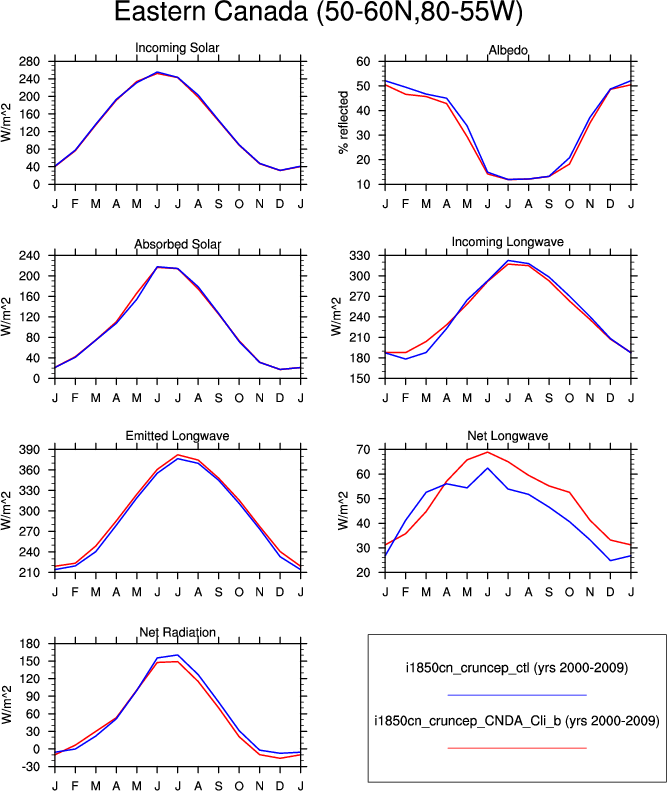 Eastern Canada (50-60N,80-55W)
Incoming Solar
280
240
200
160
120
80
40
0
W/m^2
J F M A M J J A S O N D J
Albedo
60
50
40
30
20
10
% reflected
J F M A M J J A S O N D J
Absorbed Solar
240
200
160
120
80
40
0
W/m^2
J F M A M J J A S O N D J
Incoming Longwave
330
300
270
240
210
180
150
W/m^2
J F M A M J J A S O N D J
Emitted Longwave
390
360
330
300
270
240
210
W/m^2
J F M A M J J A S O N D J
Net Longwave
70
60
50
40
30
20
W/m^2
J F M A M J J A S O N D J
Net Radiation
180
150
120
90
60
30
0
-30
W/m^2
J F M A M J J A S O N D J
i1850cn_cruncep_ctl (yrs 2000-2009)
i1850cn_cruncep_CNDA_Cli_b (yrs 2000-2009)